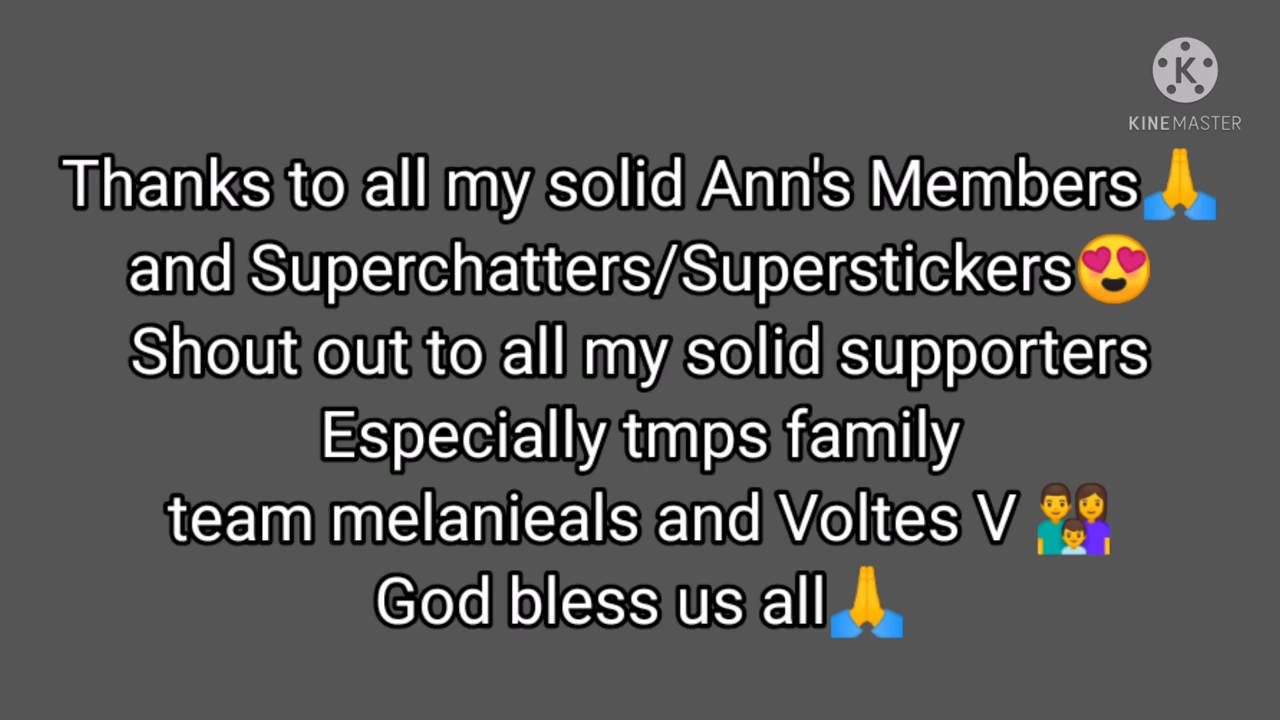 K
KINEMASTER
Thanks to all my solid Ann's Members🙏
and Superchatters/Superstickers😍
Shout out to all my solid supporters
Especially tmps family
team melanieals and Voltes V 👨‍👩‍👦
God bless us all🙏